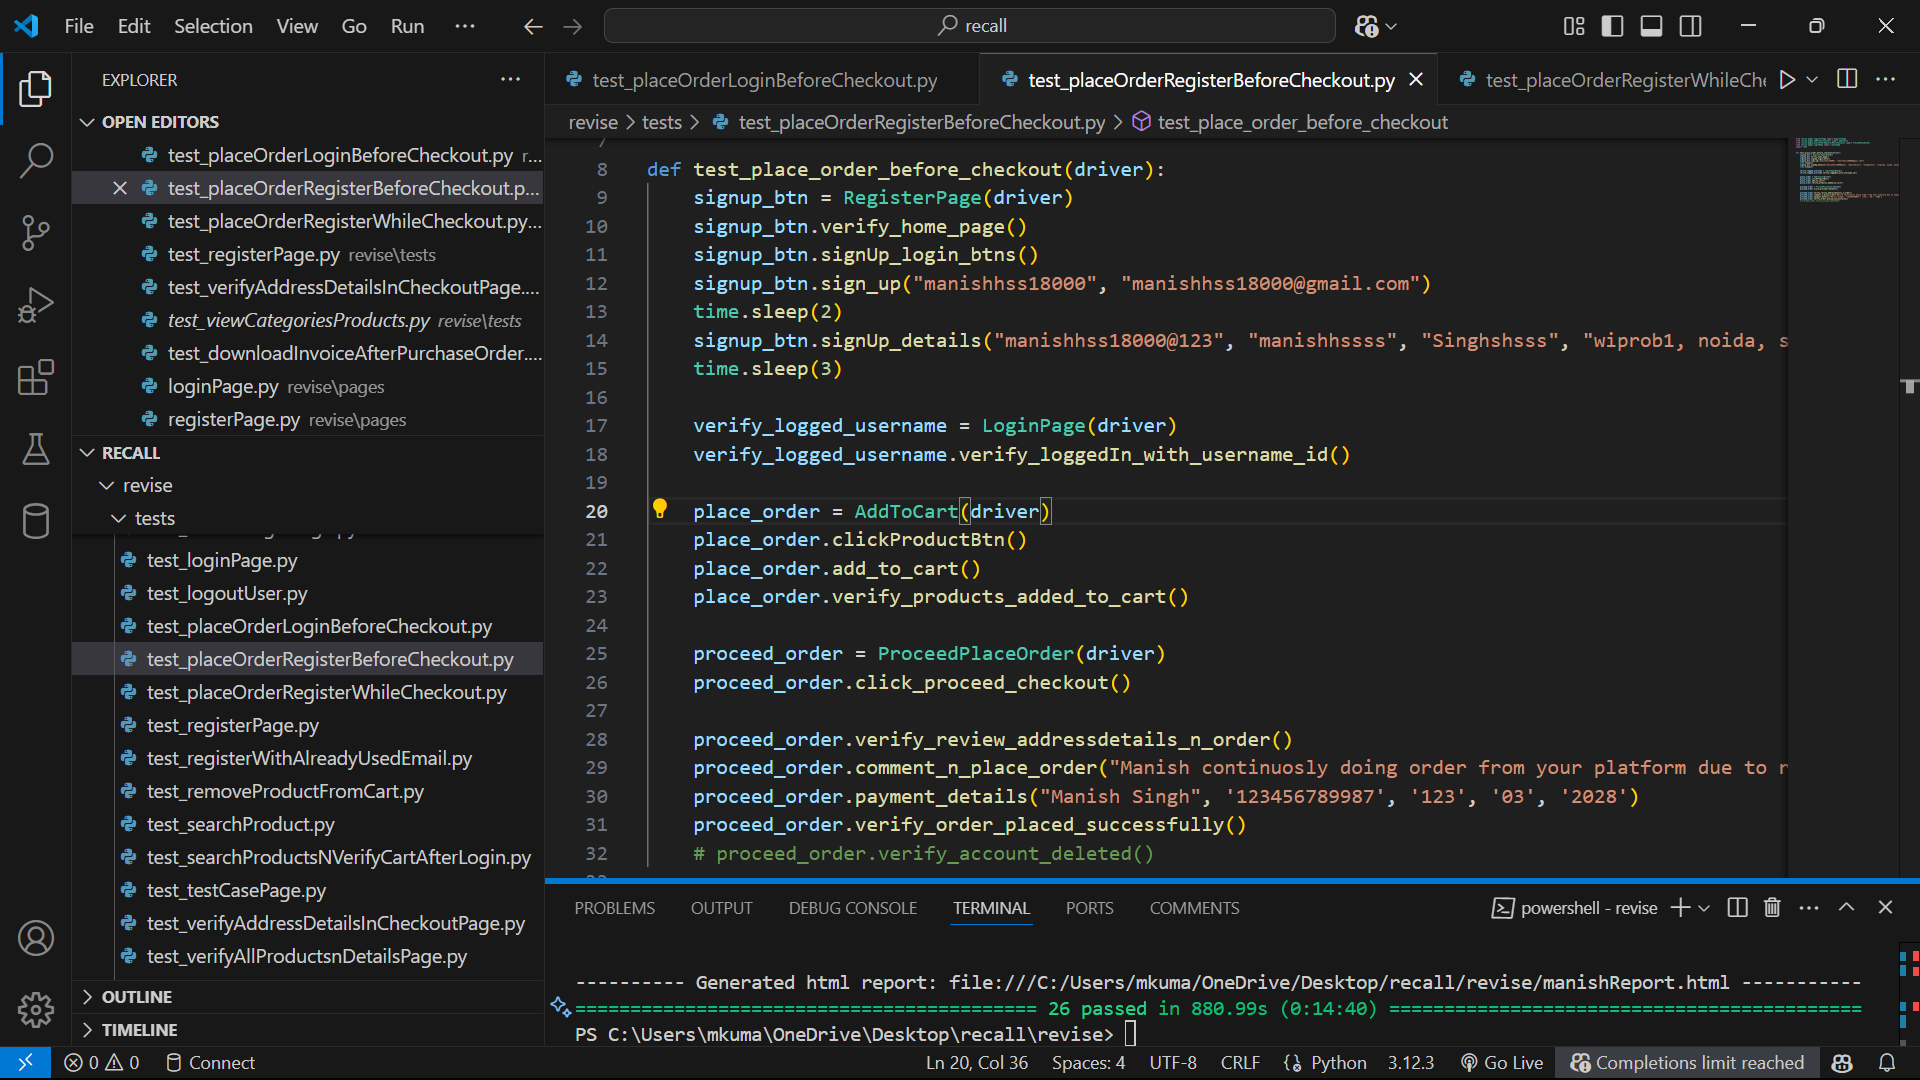 File Edit Selection View Go Run ··· recall
EXPLORER ···
OPEN EDITORS
test_placeOrderLoginBeforeCheckout.py r...
test_placeOrderRegisterBeforeCheckout.p...
test_placeOrderRegisterWhileCheckout.py...
test_registerPage.py revise\tests
test_verifyAddressDetailsInCheckoutPage....
test_viewCategoriesProducts.py revise\tests
test_downloadInvoiceAfterPurchaseOrder....
loginPage.py revise\pages
registerPage.py revise\pages
RECALL
revise
tests
test_loginPage.py
test_logoutUser.py
test_placeOrderLoginBeforeCheckout.py
test_placeOrderRegisterBeforeCheckout.py
test_placeOrderRegisterWhileCheckout.py
test_registerPage.py
test_registerWithAlreadyUsedEmail.py
test_removeProductFromCart.py
test_searchProduct.py
test_searchProductsNVerifyCartAfterLogin.py
test_testCasePage.py
test_verifyAddressDetailsInCheckoutPage.py
test_verifyAllProductsnDetailsPage.py
OUTLINE
TIMELINE
test_placeOrderLoginBeforeCheckout.py test_placeOrderRegisterBeforeCheckout.py test_placeOrderRegisterWhileChe
revise > tests > test_placeOrderRegisterBeforeCheckout.py > test_place_order_before_checkout
7
8 def test_place_order_before_checkout(driver):
9 signup_btn = RegisterPage(driver)
10 signup_btn.verify_home_page()
11 signup_btn.signUp_login_btns()
12 signup_btn.sign_up("manishhss18000", "manishhss18000@gmail.com")
13 time.sleep(2)
14 signup_btn.signUp_details("manishhss18000@123", "manishhssss", "Singhshsss", "wiprob1, noida, s
15 time.sleep(3)
16
17 verify_logged_username = LoginPage(driver)
18 verify_logged_username.verify_loggedIn_with_username_id()
19
20 place_order = AddToCart(driver)
21 place_order.clickProductBtn()
22 place_order.add_to_cart()
23 place_order.verify_products_added_to_cart()
24
25 proceed_order = ProceedPlaceOrder(driver)
26 proceed_order.click_proceed_checkout()
27
28 proceed_order.verify_review_addressdetails_n_order()
29 proceed_order.comment_n_place_order("Manish continuosly doing order from your platform due to r
30 proceed_order.payment_details("Manish Singh", '123456789987', '123', '03', '2028')
31 proceed_order.verify_order_placed_successfully()
32 # proceed_order.verify_account_deleted()
PROBLEMS OUTPUT DEBUG CONSOLE TERMINAL PORTS COMMENTS powershell - revise
---------- Generated html report: file:///C:/Users/mkuma/OneDrive/Desktop/recall/revise/manishReport.html -----------
======================================== 26 passed in 880.99s (0:14:40) =========================================
PS C:\Users\mkuma\OneDrive\Desktop\recall\revise>
0 0 Connect Ln 20, Col 36 Spaces: 4 UTF-8 CRLF Python 3.12.3 Go Live Completions limit reached